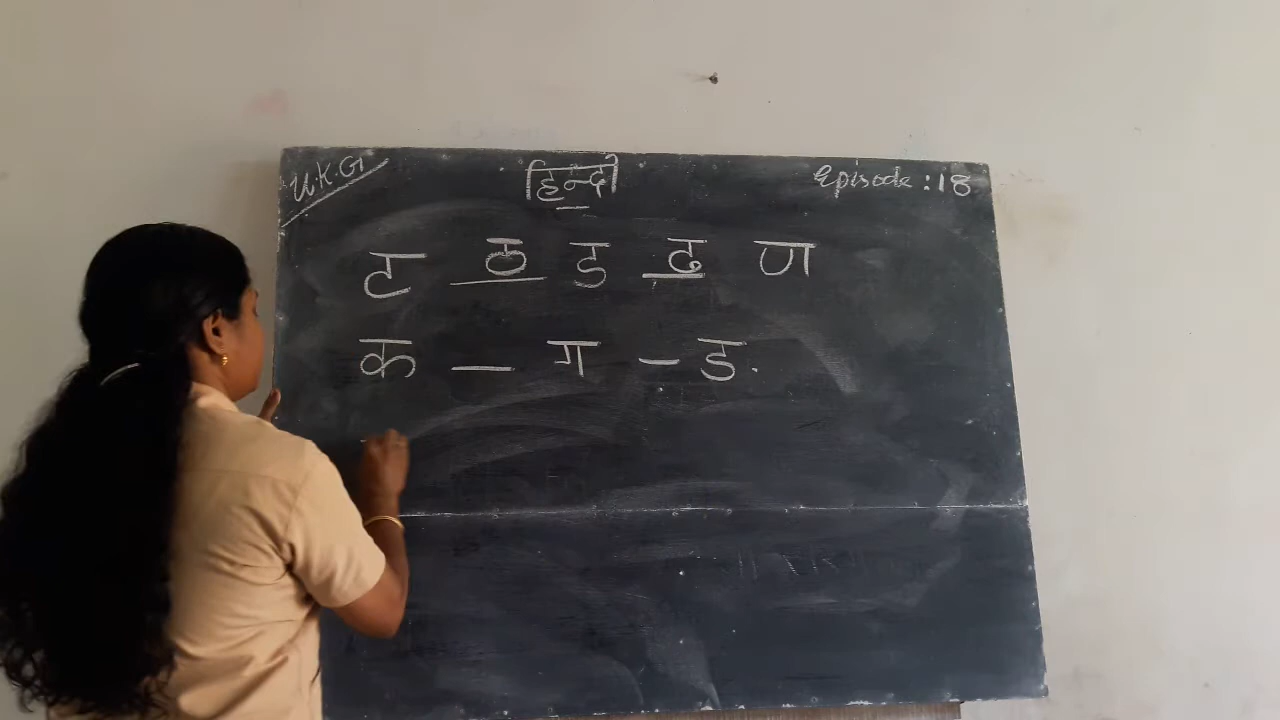 U.K.G
हिन्दी
Episode : 18
ट ठ ड ढ ण
क — ग — ङ